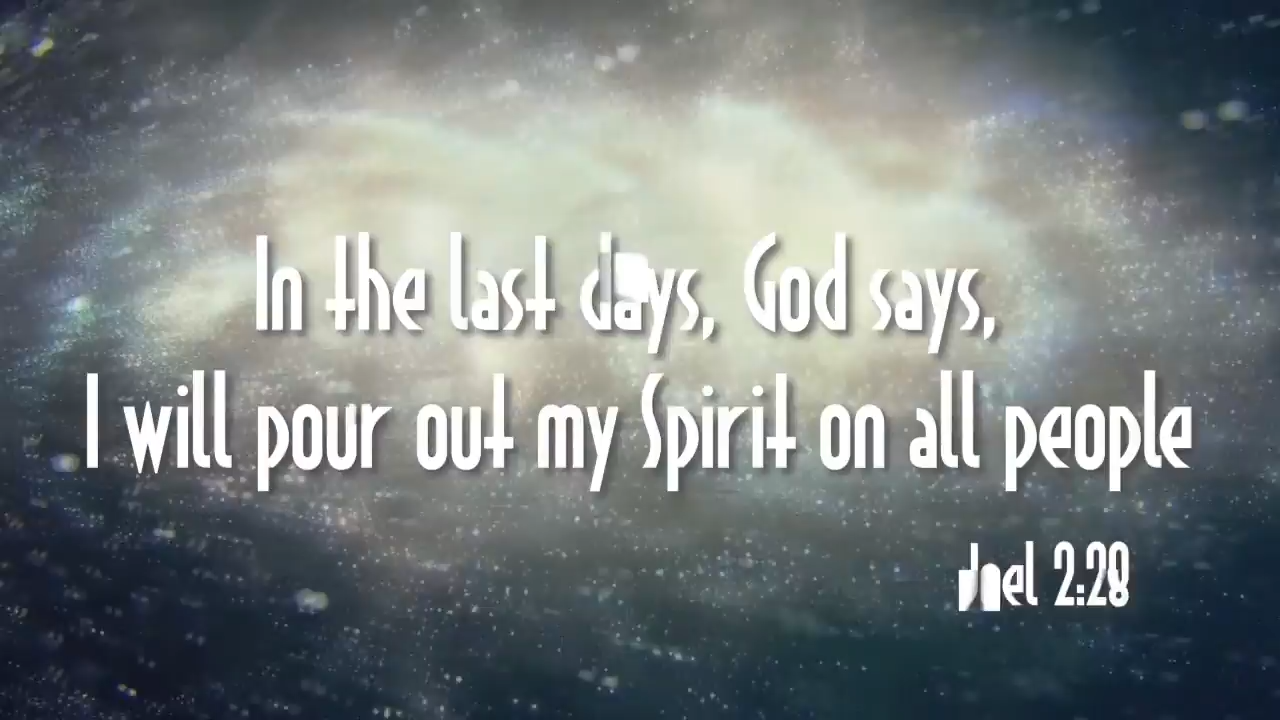 In the last days, God says,
I will pour out my Spirit on all people
Joel 2:28